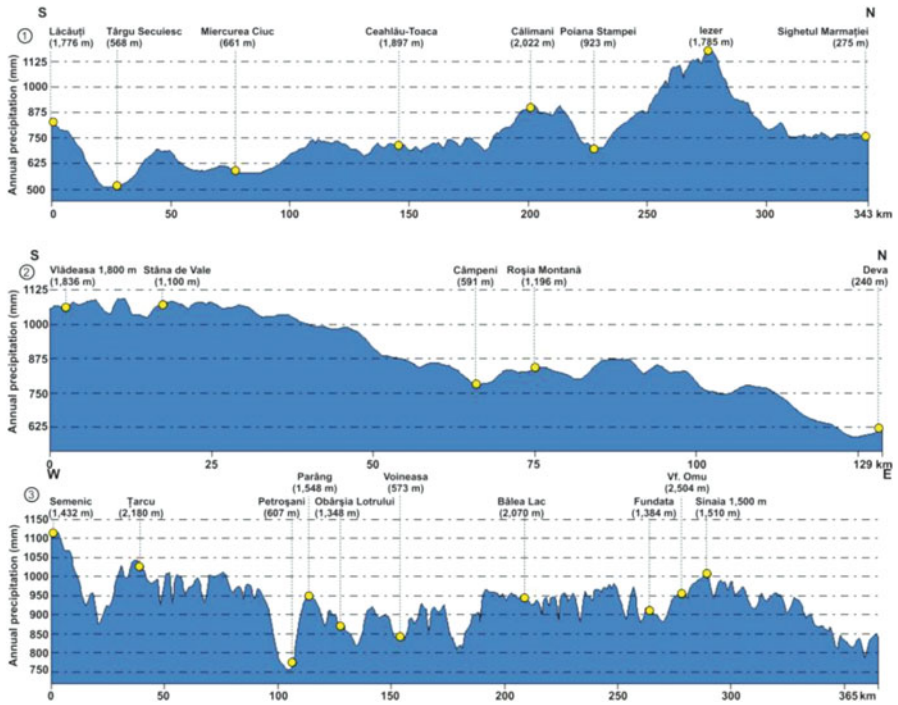 S N
① Lăcăuți Târgu Secuiesc Miercurea Ciuc Ceahlău-Toaca Călimani Poiana Stampei Iezer Sighetul Marmației
(1,776 m) (568 m) (661 m) (1,897 m) (2,022 m) (923 m) (1,785 m) (275 m)
Annual precipitation (mm)
1125
1000
875
750
625
500
0 50 100 150 200 250 300 343 km
S N
② Vlădeasa 1,800 m Stâna de Vale Câmpeni Roșia Montană Deva
(1,836 m) (1,100 m) (591 m) (1,196 m) (240 m)
Annual precipitation (mm)
1125
1000
875
750
625
0 25 50 75 100 129 km
W E
Parâng Voineasa Vf. Omu
(1,548 m) (573 m) (2,504 m)
③ Semenic Țarcu Petroșani Obârșia Lotrului Bâlea Lac Fundata Sinaia 1,500 m
(1,432 m) (2,180 m) (607 m) (1,348 m) (2,070 m) (1,384 m) (1,510 m)
Annual precipitation (mm)
1150
1100
1050
1000
950
900
850
800
750
0 50 100 150 200 250 300 365 km